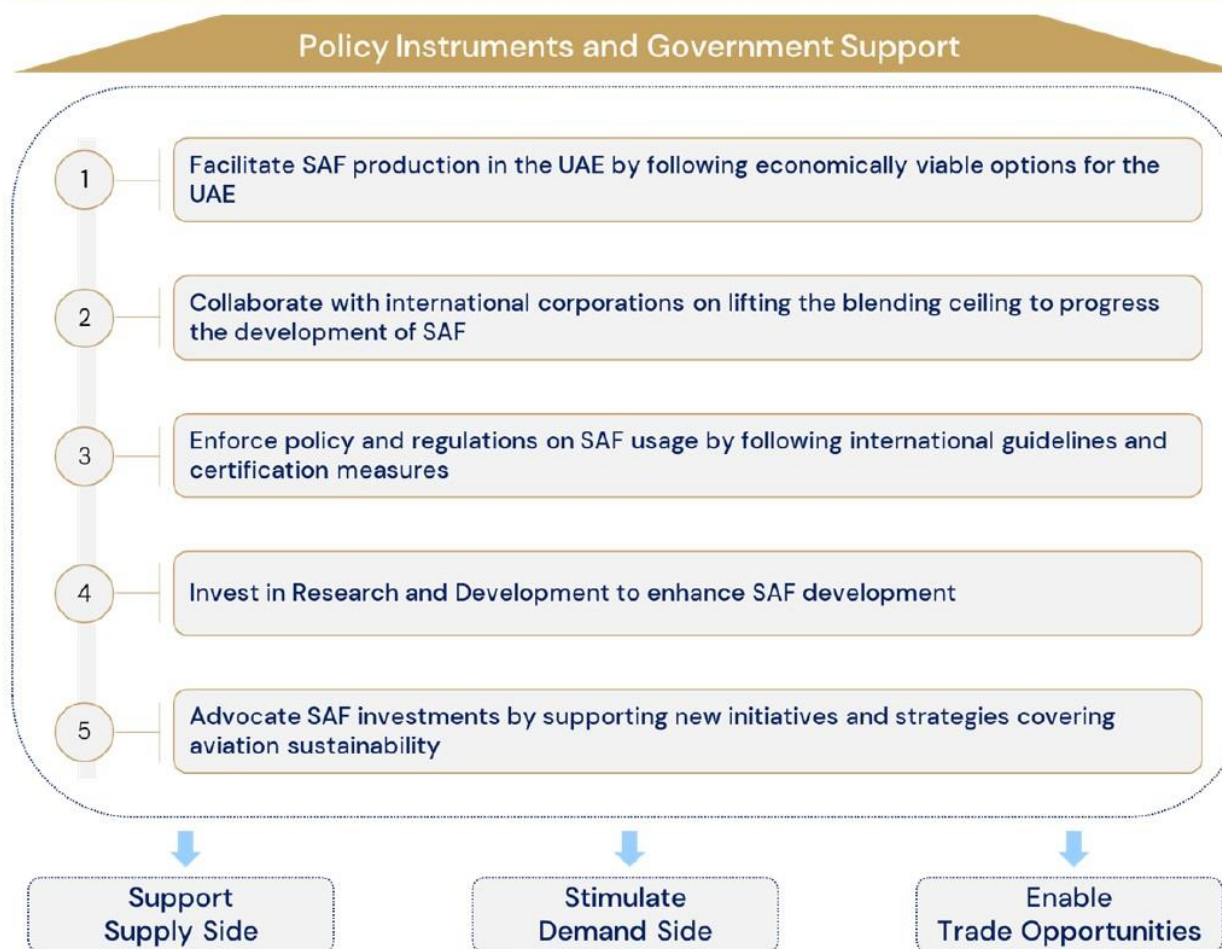 Policy Instruments and Government Support
1
Facilitate SAF production in the UAE by following economically viable options for the
UAE
2
Collaborate with international corporations on lifting the blending ceiling to progress
the development of SAF
3
Enforce policy and regulations on SAF usage by following international guidelines and
certification measures
4
Invest in Research and Development to enhance SAF development
5
Advocate SAF investments by supporting new initiatives and strategies covering
aviation sustainability
Support
Supply Side
Stimulate
Demand Side
Enable
Trade Opportunities